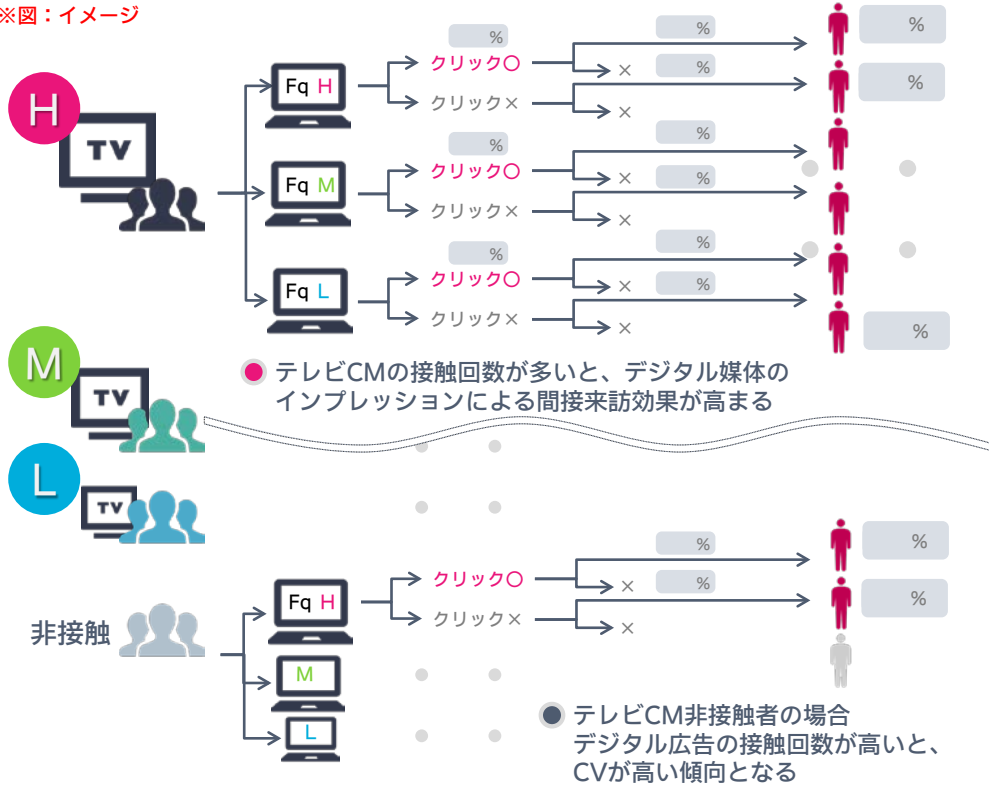 ※図：イメージ
H
TV
Fq H
%
クリック〇
クリック×
%
×
%
×
%
%
Fq M
%
クリック〇
クリック×
%
×
%
×
Fq L
%
クリック〇
クリック×
%
×
%
×
%
M
TV
テレビCMの接触回数が多いと、デジタル媒体の
インプレッションによる間接来訪効果が高まる
L
TV
非接触
Fq H
クリック〇
クリック×
%
×
%
×
%
%
M
L
テレビCM非接触者の場合
デジタル広告の接触回数が高いと、
CVが高い傾向となる